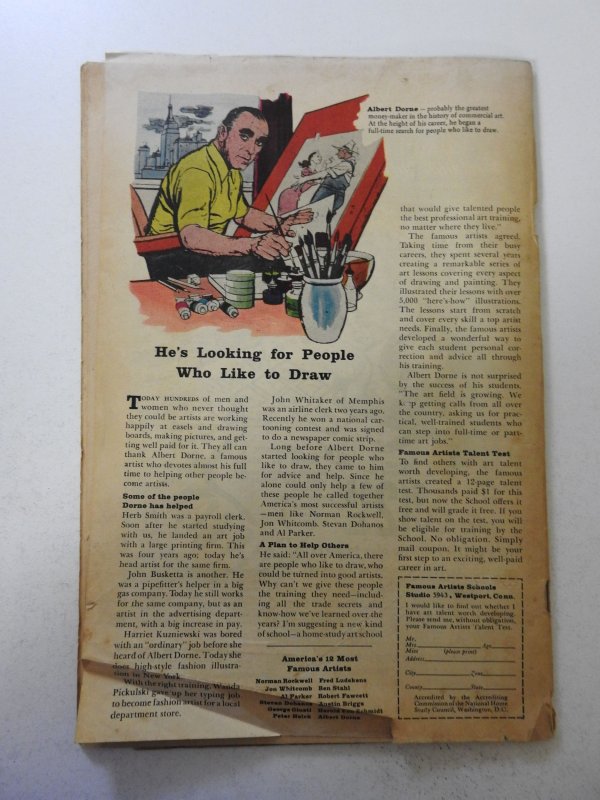 Albert Dorne – probably the greatest
money-maker in the history of commercial art.
At the height of his career, he began a
full-time search for people who like to draw.
He's Looking for People
Who Like to Draw
TODAY HUNDREDS of men and
women who never thought
they could be artists are working
happily at easels and drawing
boards, making pictures, and get-
ting well paid for it. They all can
thank Albert Dorne, a famous
artist who devotes almost his full
time to helping other people be-
come artists.
Some of the people
Dorne has helped
Herb Smith was a payroll clerk.
Soon after he started studying
with us, he landed an art job
with a large printing firm. This
was four years ago; today he's
head artist for the same firm.
John Busketta is another. He
was a pipefitter's helper in a big
gas company. Today he still works
for the same company, but as an
artist in the advertising depart-
ment, with a big increase in pay.
Harriet Kuzniewski was bored
with an "ordinary" job before she
heard of Albert Dorne. Today she
does high-style fashion illustra-
tion in New York.
With the right training, Wendy
Pickulski gave up her typing job
to become fashion artist for a local
department store.
John Whitaker of Memphis
was an airline clerk two years ago.
Recently he won a national car-
tooning contest and was signed
to do a newspaper comic strip.
Long before Albert Dorne
started looking for people who
like to draw, they came to him
for advice and help. Since he
alone could only help a few of
these people he called together
America's most successful artists
–men like Norman Rockwell,
Jon Whitcomb, Stevan Dohanos
and Al Parker.
A Plan to Help Others
He said: "All over America, there
are people who like to draw, who
could be turned into good artists.
Why can't we give these people
the training they need—includ-
ing all the trade secrets and
know-how we've learned over the
years? I'm suggesting a new kind
of school–a home-study art school
America's 12 Most
Famous Artists
Norman Rockwell
Jon Whitcomb
Al Parker
Stevan Dohanos
George Giusti
Peter Helck
Fred Ludekens
Ben Stahl
Robert Fawcett
Austin Briggs
Harold von Schmidt
Albert Dorne
that would give talented people
the best professional art training,
no matter where they live."
The famous artists agreed.
Taking time from their busy
careers, they spent several years
creating a remarkable series of
art lessons covering every aspect
of drawing and painting. They
illustrated their lessons with over
5,000 "here's-how" illustrations.
The lessons start from scratch
and cover every skill a top artist
needs. Finally, the famous artists
developed a wonderful way to
give each student personal cor-
rection and advice all through
his training.
Albert Dorne is not surprised
by the success of his students.
"The art field is growing. We
k p getting calls from all over
the country, asking us for prac-
tical, well-trained students who
can step into full-time or part-
time art jobs."
Famous Artists Talent Test
To find others with art talent
worth developing, the famous
artists created a 12-page talent
test. Thousands paid $1 for this
test, but now the School offers it
free and will grade it free. If you
show talent on the test, you will
be eligible for training by the
School. No obligation. Simply
mail coupon. It might be your
first step to an exciting, well-paid
career in art.
Famous Artists Schools
Studio 5943, Westport, Conn.
I would like to find out whether I
have art talent worth developing.
Please send me, without obligation,
your Famous Artists Talent Test.
Mr.
Mrs. Age
Miss (please print)
Address
City Zone
County State
Accredited by the Accrediting
Commission of the National Home
Study Council, Washington, D.C.